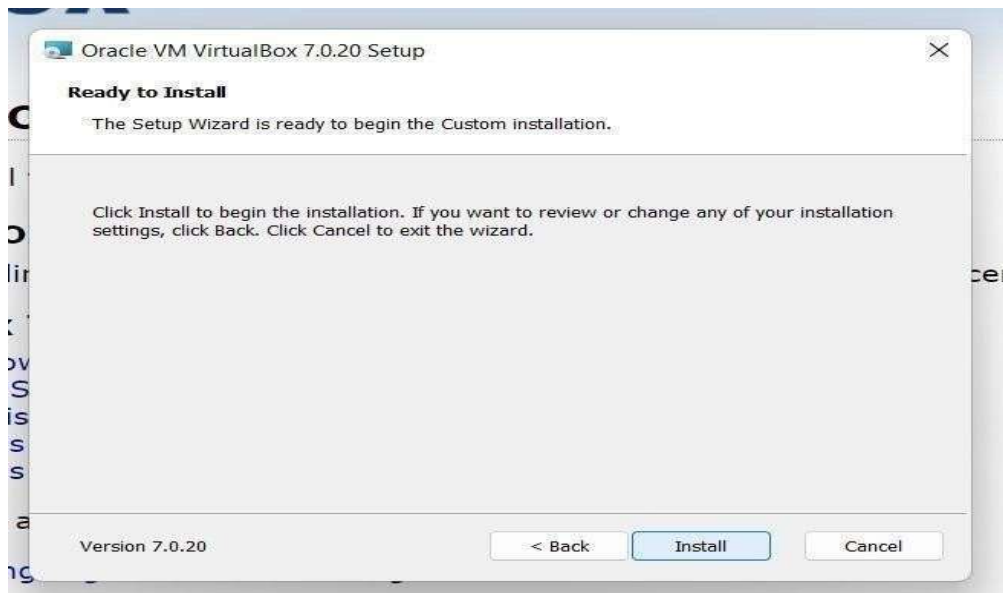 Oracle VM VirtualBox 7.0.20 Setup
Ready to Install
The Setup Wizard is ready to begin the Custom installation.
Click Install to begin the installation. If you want to review or change any of your installation
settings, click Back. Click Cancel to exit the wizard.
Version 7.0.20
< Back
Install
Cancel